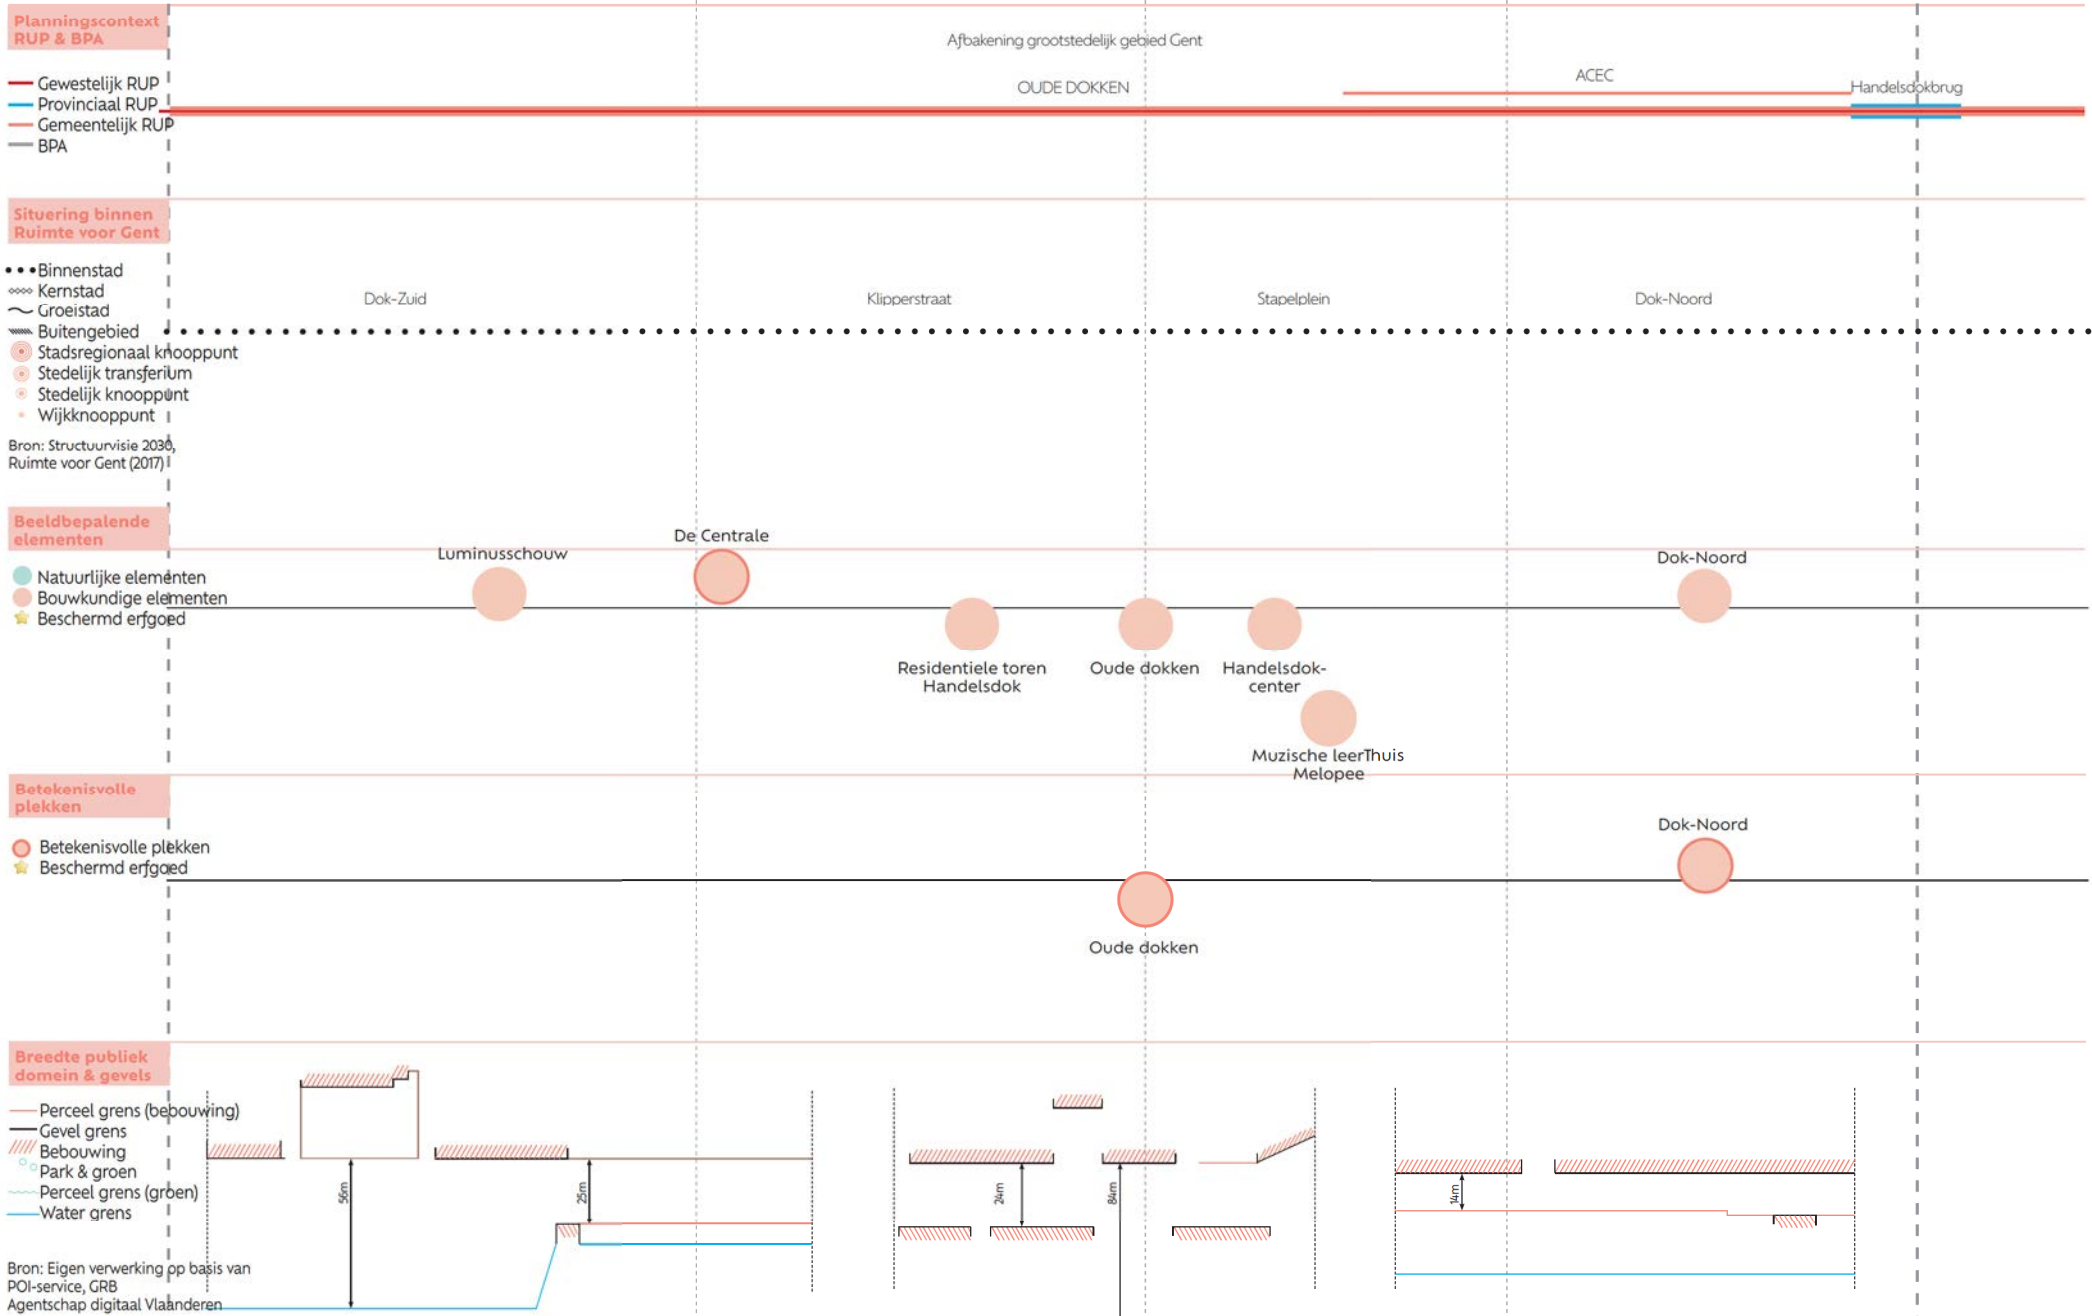 Planningscontext
RUP & BPA
Afbakening grootstedelijk gebied Gent
OUDE DOKKEN
ACEC
Handelsdokbrug
Gewestelijk RUP
Provinciaal RUP
Gemeentelijk RUP
BPA
Situering binnen
Ruimte voor Gent
Binnenstad
Kernstad
Groeistad
Buitengebied
Stadsregionaal knooppunt
Stedelijk transferium
Stedelijk knooppunt
Wijkknooppunt
Dok-Zuid
Klipperstraat
Stapelplein
Dok-Noord
Bron: Structuurvisie 2030,
Ruimte voor Gent (2017)
Beeldbepalende
elementen
Natuurlijke elementen
Bouwkundige elementen
Beschermd erfgoed
Luminusschouw
De Centrale
Residentiele toren
Handelsdok
Oude dokken
Handelsdok-
center
Muzische leerThuis
Melopee
Dok-Noord
Betekenisvolle
plekken
Betekenisvolle plekken
Beschermd erfgoed
Oude dokken
Dok-Noord
Breedte publiek
domein & gevels
Perceel grens (bebouwing)
Gevel grens
Bebouwing
Park & groen
Perceel grens (groen)
Water grens
56m
25m
24m
84m
14m
Bron: Eigen verwerking op basis van
POI-service, GRB
Agentschap digitaal Vlaanderen